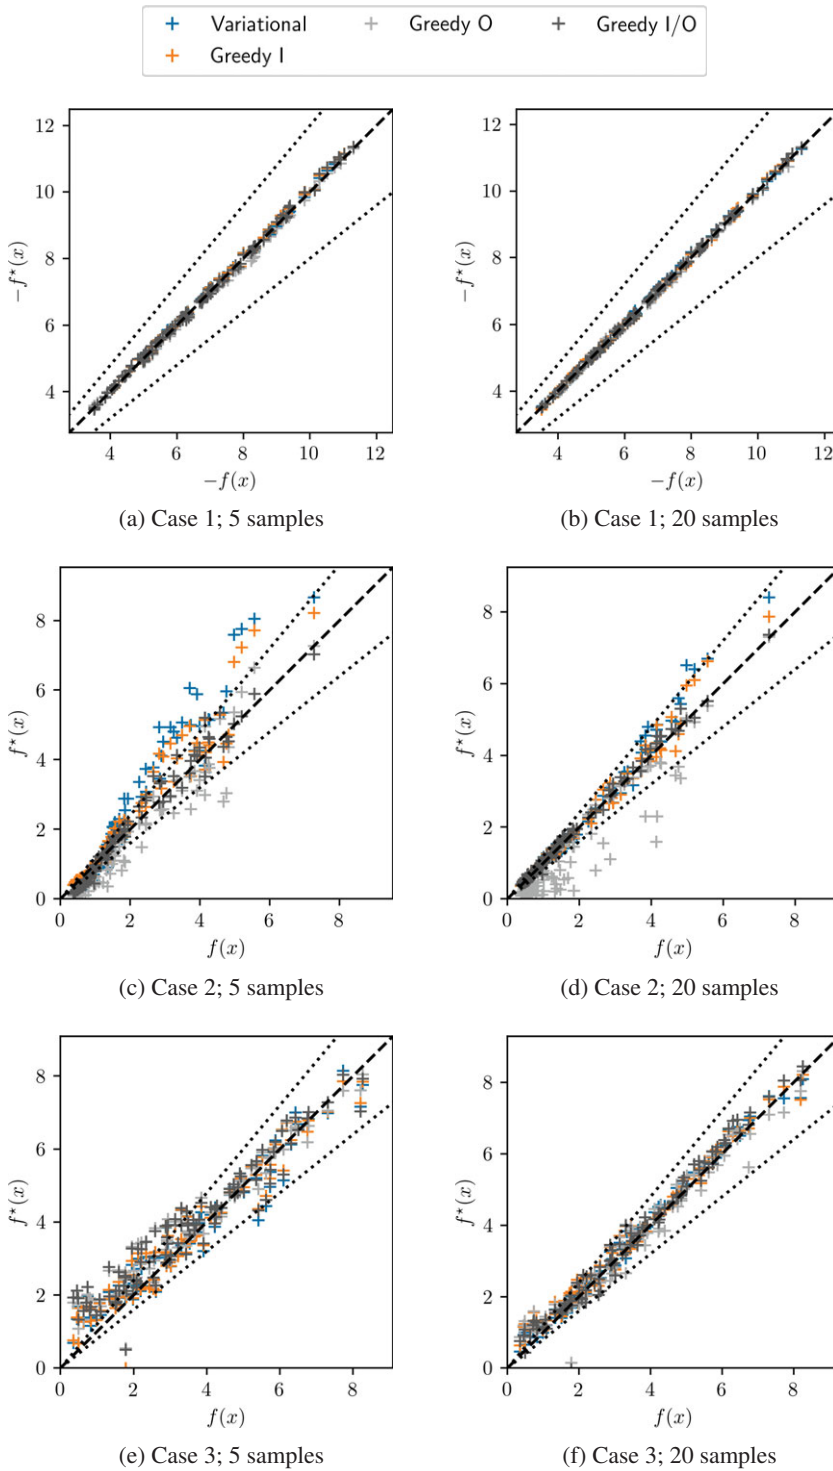 Variational Greedy O Greedy I/O
Greedy I
12
10
8
6
4
−f*(x)
4 6 8 10 12
−f(x)
(a) Case 1; 5 samples
12
10
8
6
4
−f*(x)
4 6 8 10 12
−f(x)
(b) Case 1; 20 samples
8
6
4
2
0
f*(x)
0 2 4 6 8
f(x)
(c) Case 2; 5 samples
8
6
4
2
0
f*(x)
0 2 4 6 8
f(x)
(d) Case 2; 20 samples
8
6
4
2
0
f*(x)
0 2 4 6 8
f(x)
(e) Case 3; 5 samples
8
6
4
2
0
f*(x)
0 2 4 6 8
f(x)
(f) Case 3; 20 samples